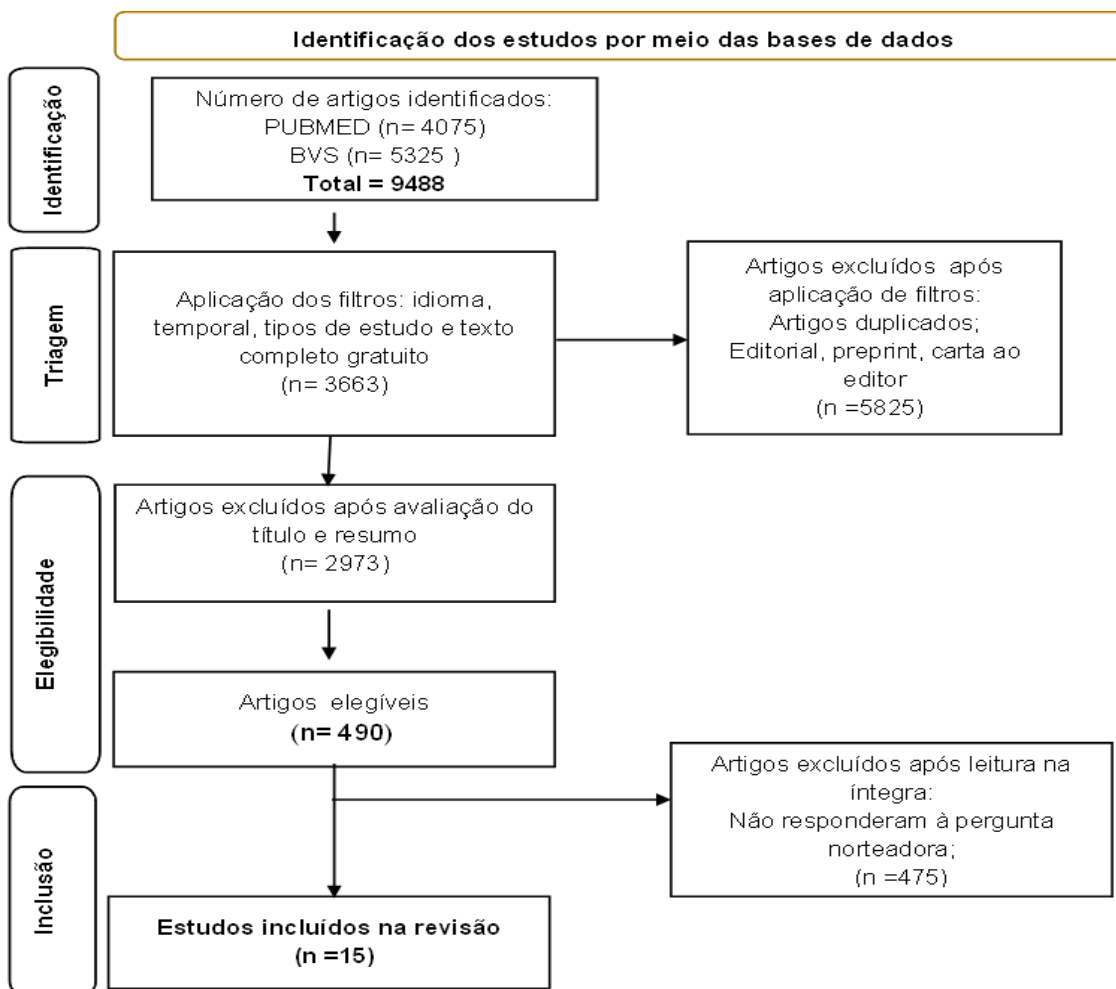 Identificação dos estudos por meio das bases de dados
Identificação
Número de artigos identificados:
PUBMED (n= 4075)
BVS (n= 5325 )
Total = 9488
Triagem
Aplicação dos filtros: idioma,
temporal, tipos de estudo e texto
completo gratuito
(n= 3663)
Artigos excluídos após
aplicação de filtros:
Artigos duplicados;
Editorial, preprint, carta ao
editor
(n =5825)
Elegibilidade
Artigos excluídos após avaliação do
título e resumo
(n= 2973)
Artigos elegíveis
(n= 490)
Artigos excluídos após leitura na
íntegra:
Não responderam à pergunta
norteadora;
(n =475)
Inclusão
Estudos incluídos na revisão
(n =15)